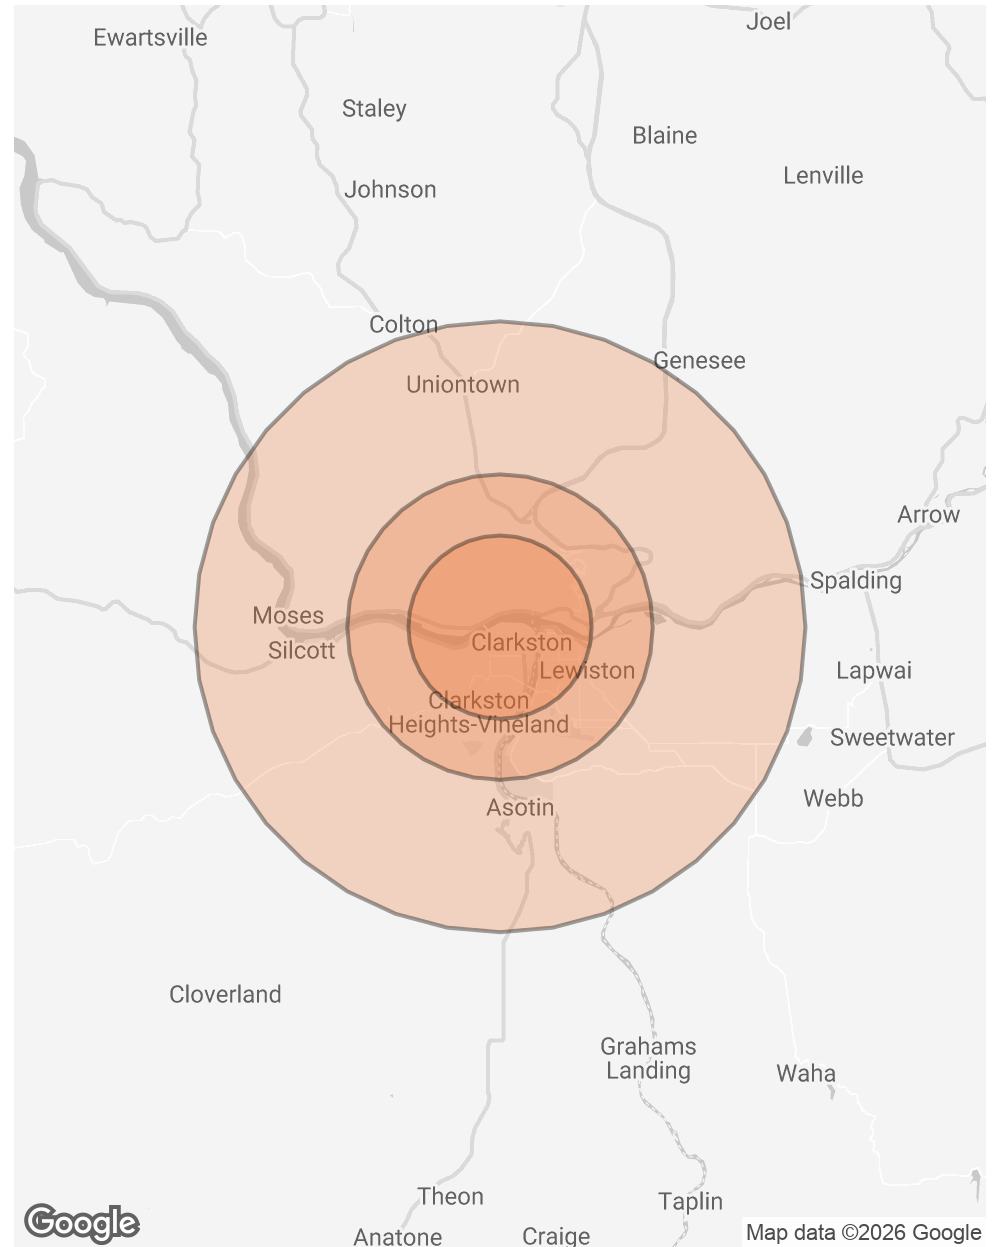 Joel
Ewartsville
Staley
Blaine
Lenville
Johnson
Colton
Genesee
Uniontown
Arrow
Spalding
Moses
Silcott
Clarkston
Lewiston
Lapwai
Clarkston
Heights-Vineland
Sweetwater
Webb
Asotin
Cloverland
Grahams
Landing
Waha
Theon
Taplin
Anatone
Craige
Google
Map data ©2026 Google